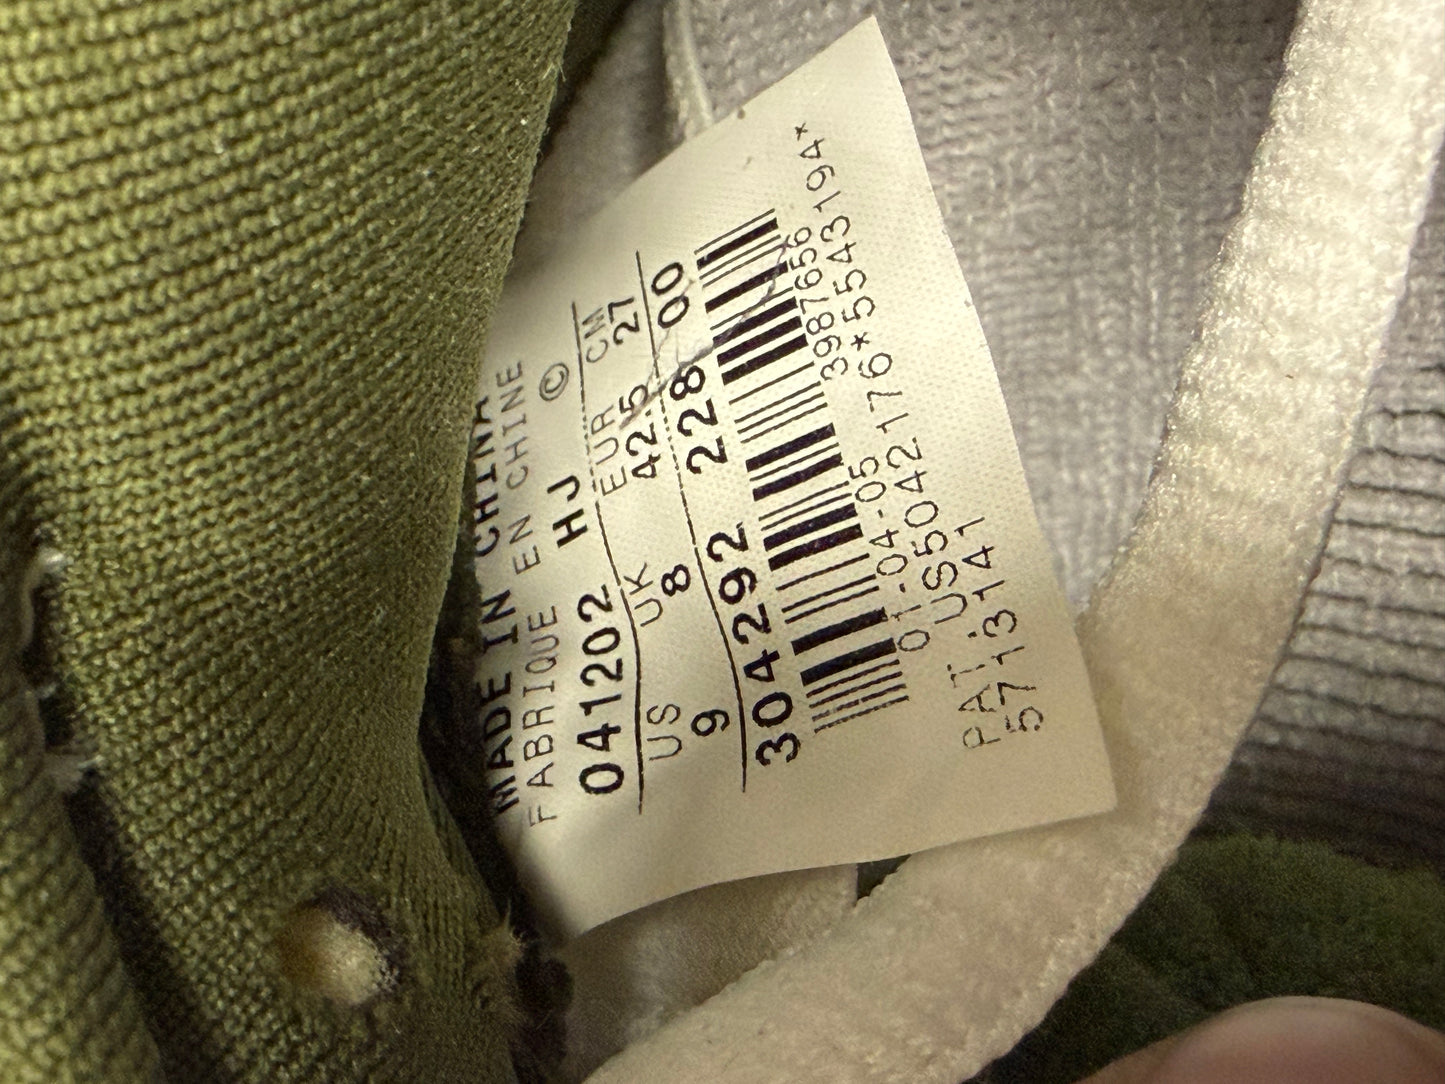 MADE IN CHINA
FABRIQUE EN CHINE
041202 HJ ©
US UK EUR CM
9 8 42.5 27
304292 228 00
01-04-05 3987656
PAT. US5042176*5543194*
5713141